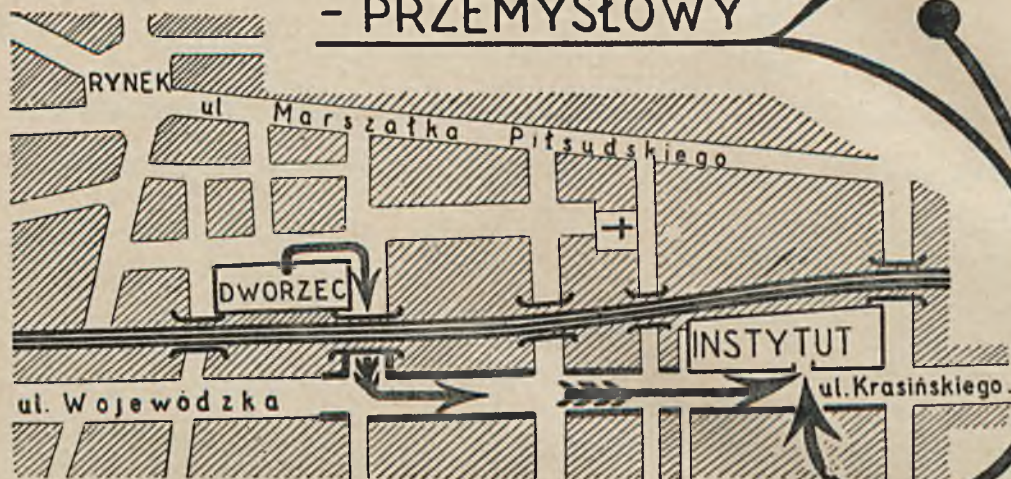 - PRZEMYSŁOWY
RYNEK
ul Marszałka Piłsudskiego
+
DWORZEC
INSTYTUT
ul. Wojewódzka
ul. Krasińskiego.